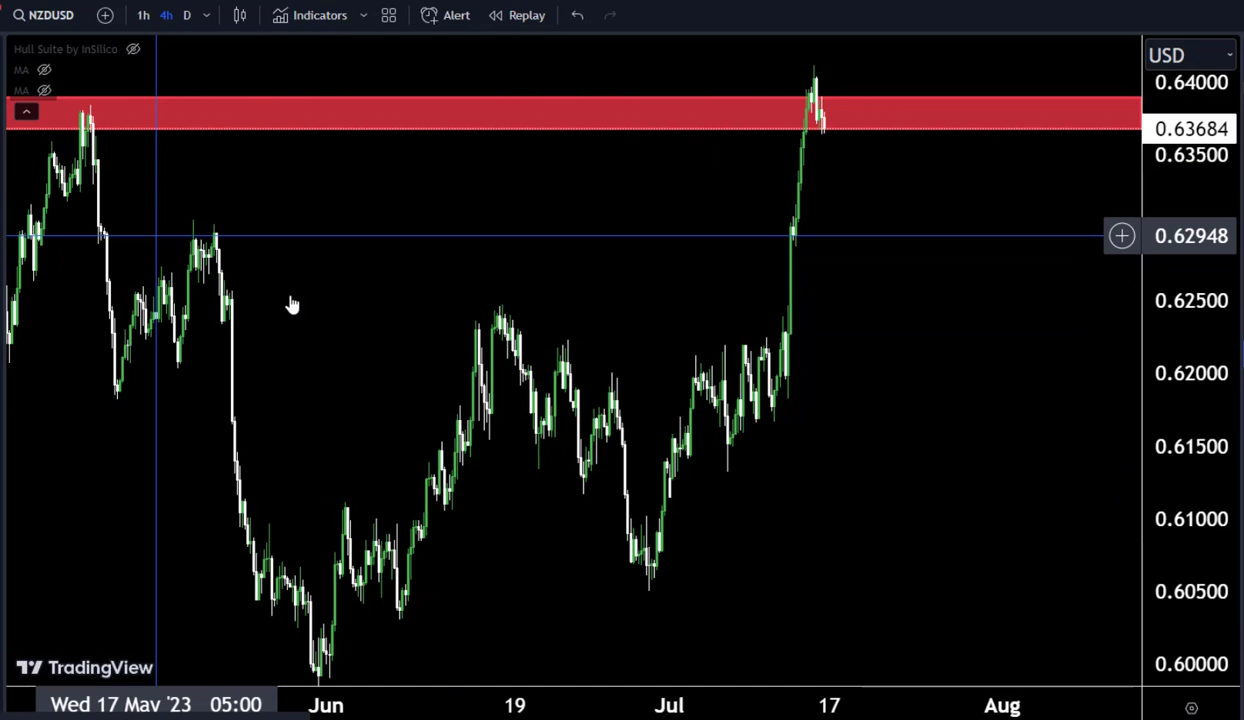 NZDUSD 1h 4h D Indicators Alert Replay
Hull Suite by InSilico
MA
MA
USD
0.64000
0.63684
0.63500
0.62948
0.62500
0.62000
0.61500
0.61000
0.60500
0.60000
TradingView
Wed 17 May '23 05:00 Jun 19 Jul 17 Aug